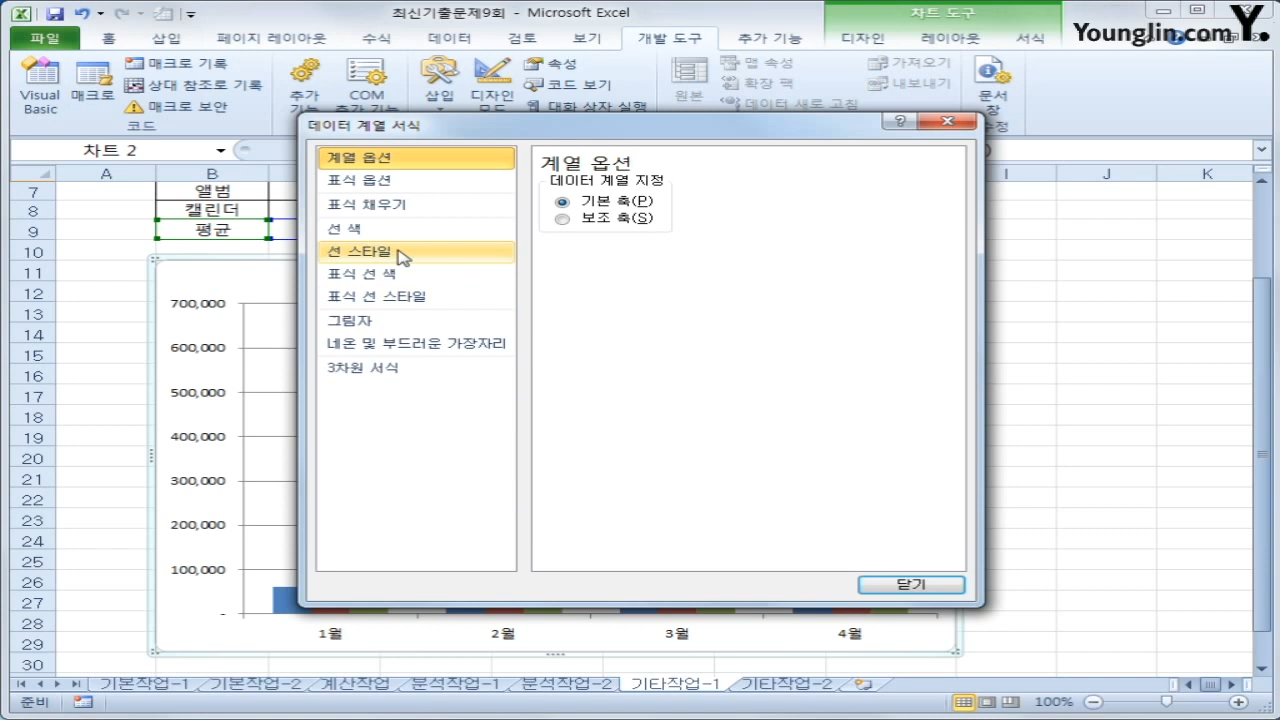 최신기출문제9회 - Microsoft Excel
차트 도구
Younglin.com Y.
파일 홈 삽입 페이지 레이아웃 수식 데이터 검토 보기 개발 도구 추가 기능 디자인 레이아웃 서식
Visual Basic
매크로
매크로 기록
상대 참조로 기록
매크로 보안
코드
추가
COM
삽입
디자인
속성
코드 보기
대화 상자 실행
원본
맵 속성
확장 팩
데이터 새로 고침
가져오기
내보내기
문서
창
차트 2
A B I J K
7 앨범
8 캘린더
9 평균
10
11
12
13
14
15
16
17
18
19
20
21
22
23
24
25
26
27
28
29
30
700,000
600,000
500,000
400,000
300,000
200,000
100,000
-
1월 2월 3월 4월
데이터 계열 서식
계열 옵션
표식 옵션
표식 채우기
선 색
선 스타일
표식 선 색
표식 선 스타일
그림자
네온 및 부드러운 가장자리
3차원 서식
계열 옵션
데이터 계열 지정
기본 축(P)
보조 축(S)
닫기
기본작업-1 기본작업-2 계산작업 분석작업-1 분석작업-2 기타작업-1 기타작업-2
준비
100%